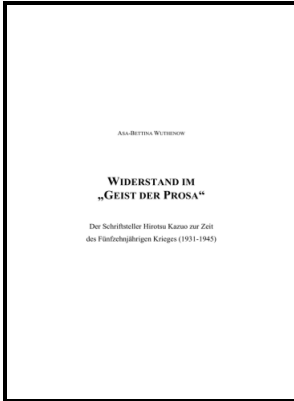 ASA-BETTINA WUTHENOW
WIDERSTAND IM
„GEIST DER PROSA“
Der Schriftsteller Hirotsu Kazuo zur Zeit
des Fünfzehnjährigen Krieges (1931-1945)